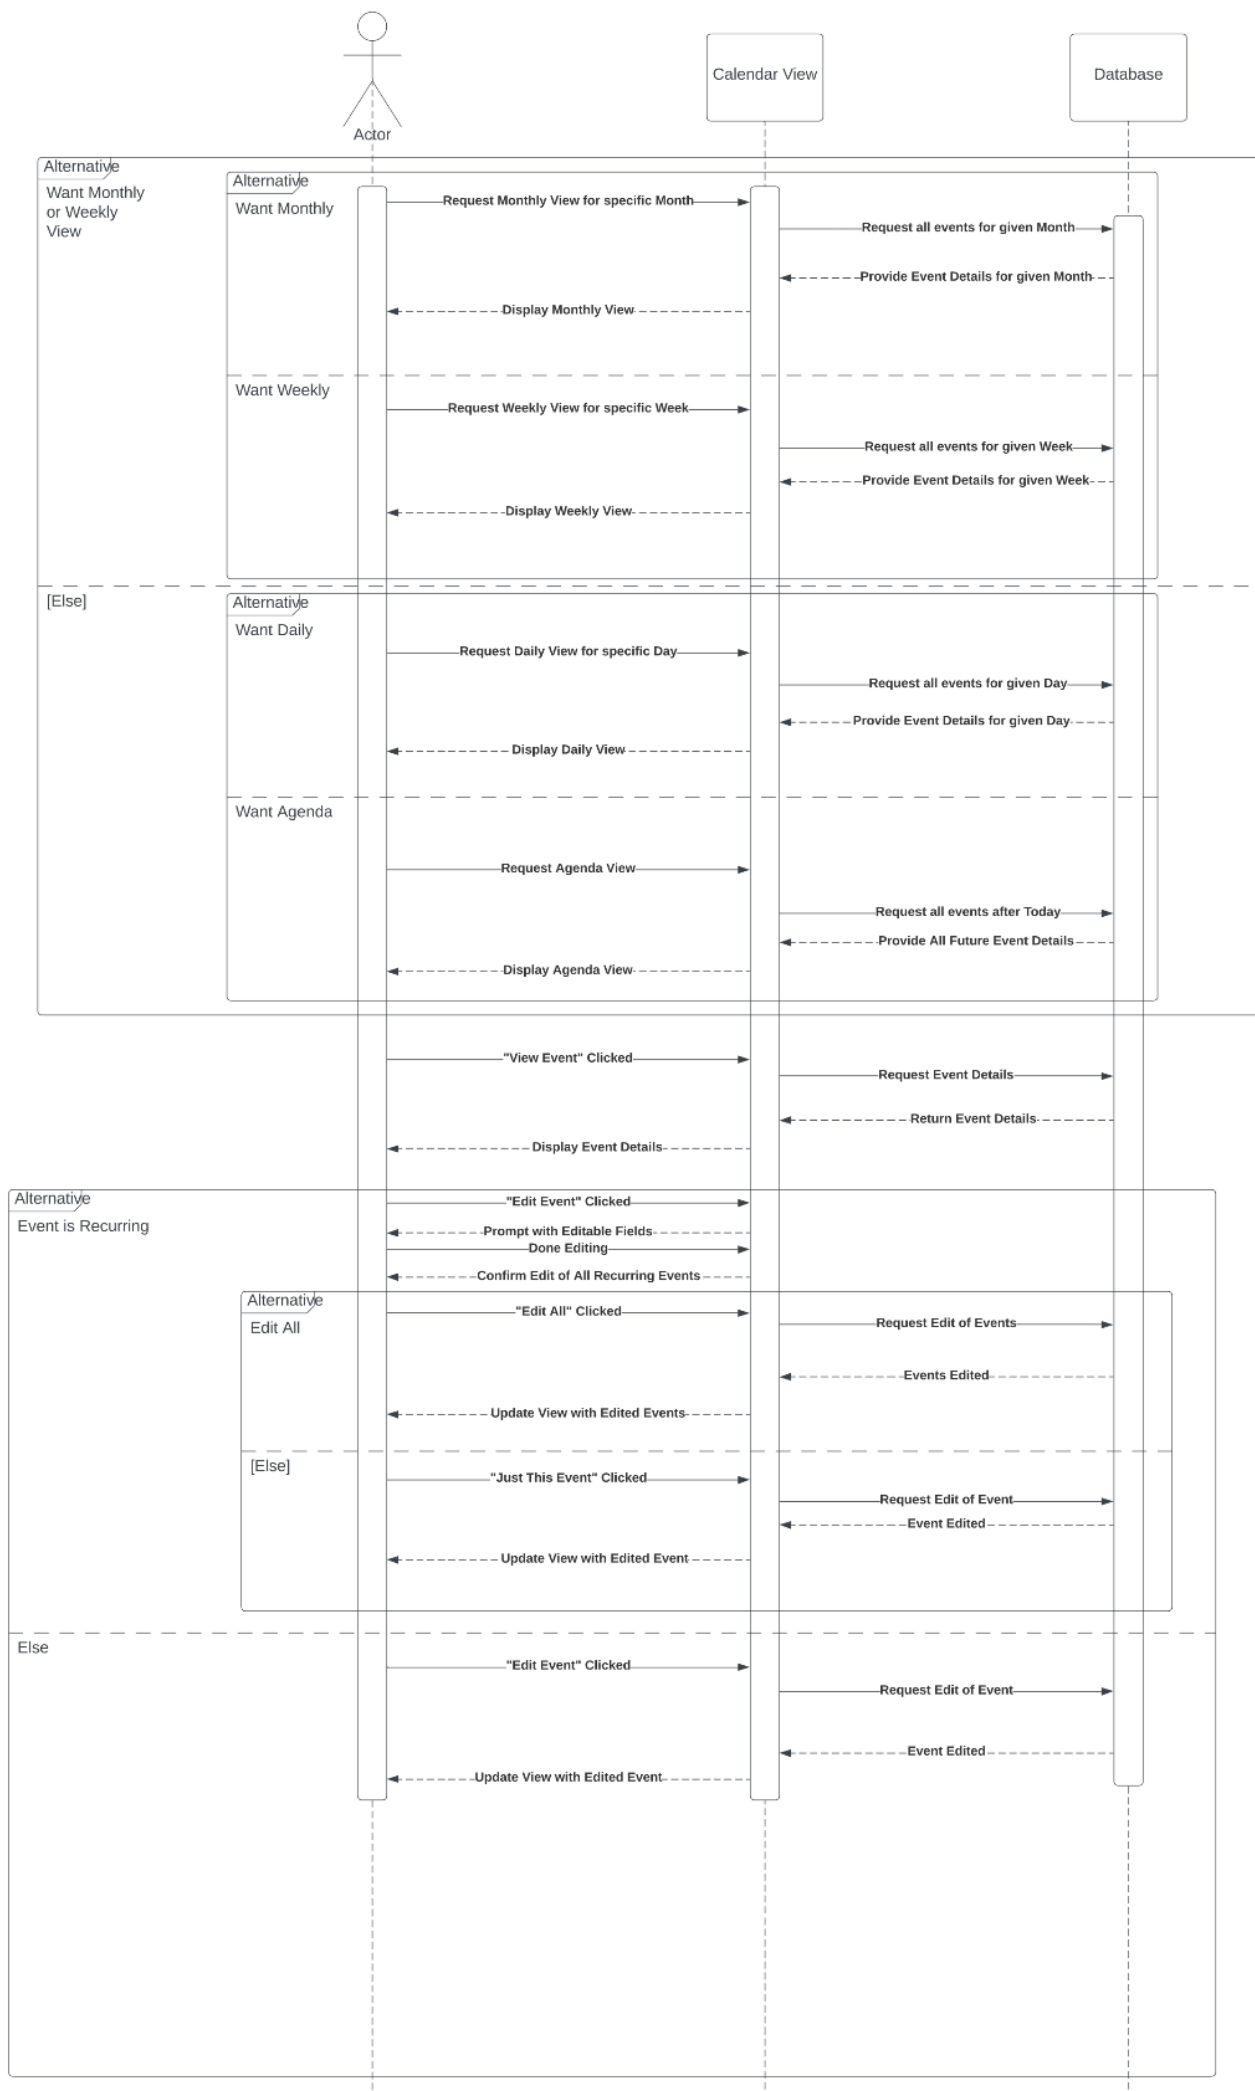 Actor
Calendar View
Database
Alternative
Want Monthly
or Weekly
View
Alternative
Want Monthly
Request Monthly View for specific Month
Request all events for given Month
Provide Event Details for given Month
Display Monthly View
Want Weekly
Request Weekly View for specific Week
Request all events for given Week
Provide Event Details for given Week
Display Weekly View
[Else]
Alternative
Want Daily
Request Daily View for specific Day
Request all events for given Day
Provide Event Details for given Day
Display Daily View
Want Agenda
Request Agenda View
Request all events after Today
Provide All Future Event Details
Display Agenda View
"View Event" Clicked
Request Event Details
Return Event Details
Display Event Details
Alternative
Event is Recurring
"Edit Event" Clicked
Prompt with Editable Fields
Done Editing
Confirm Edit of All Recurring Events
Alternative
Edit All
"Edit All" Clicked
Request Edit of Events
Events Edited
Update View with Edited Events
[Else]
"Just This Event" Clicked
Request Edit of Event
Event Edited
Update View with Edited Event
Else
"Edit Event" Clicked
Request Edit of Event
Event Edited
Update View with Edited Event